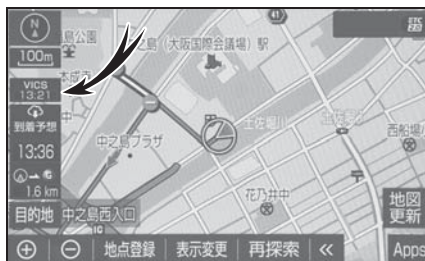 N
100m
VICS
13:21
到着予想
13:36
1.6 km
目的地
島公園
中之島(大阪国際会議場)駅
43
中之島プラザ
土佐堀川
西船場
花乃井中
中之島西入口
地図
更新
地点登録
表示変更
再探索
Apps